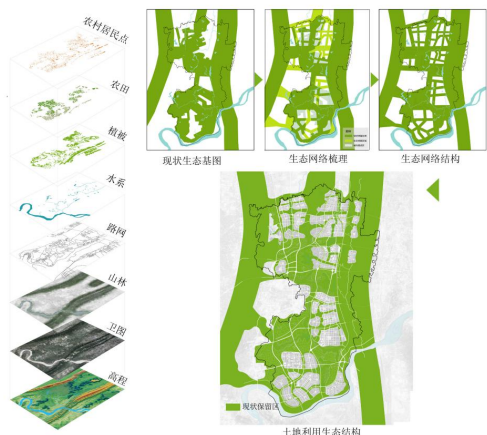 农村居民点
农田
植被
水系
路网
山林
卫图
高程
现状生态基图
生态网络梳理
生态网络结构
现状保留区
土地利用生态结构